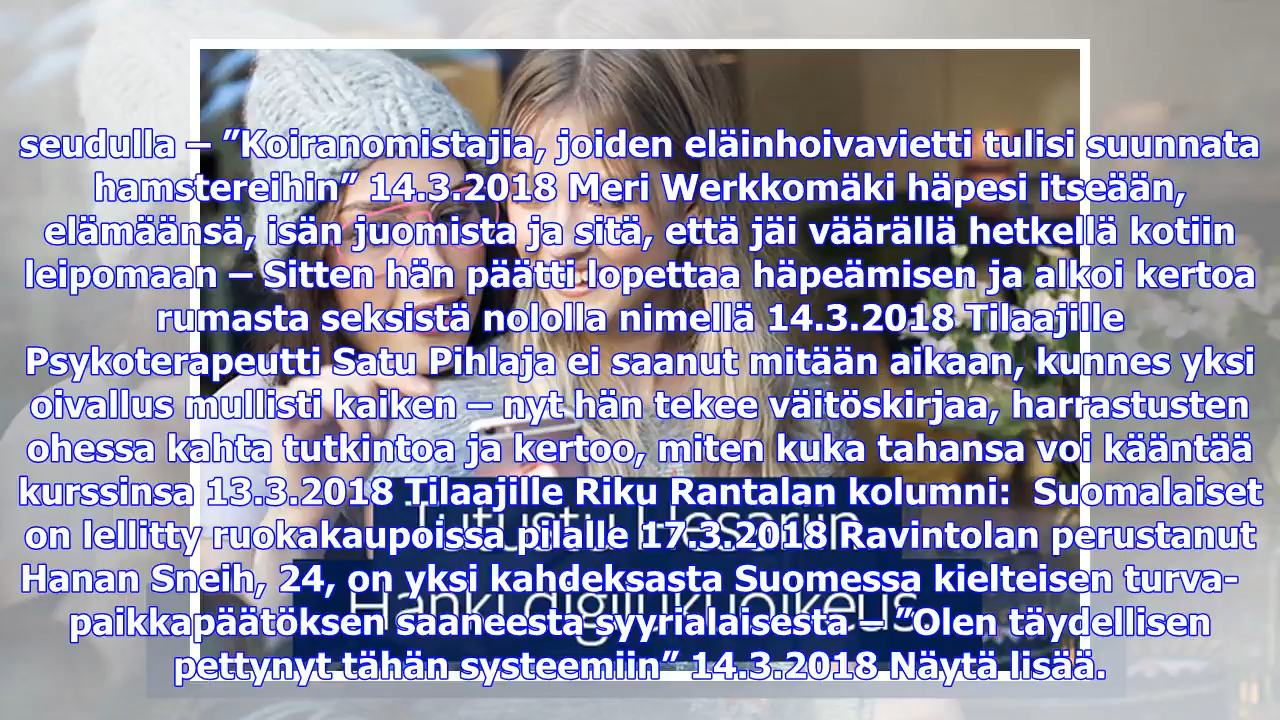 seudulla – ”Koiranomistajia, joiden eläinhoivavietti tulisi suunnata
hamstereihin” 14.3.2018 Meri Werkkomäki häpesi itseään,
elämäänsä, isän juomista ja sitä, että jäi väärällä hetkellä kotiin
leipomaan – Sitten hän päätti lopettaa häpeämisen ja alkoi kertoa
rumasta seksistä nololla nimellä 14.3.2018 Tilaajille
Psykoterapeutti Satu Pihlaja ei saanut mitään aikaan, kunnes yksi
oivallus mullisti kaiken – nyt hän tekee väitöskirjaa, harrastusten
ohessa kahta tutkintoa ja kertoo, miten kuka tahansa voi kääntää
kurssinsa 13.3.2018 Tilaajille Riku Rantalan kolumni: Suomalaiset
on lellitty ruokakaupoissa pilalle 17.3.2018 Ravintolan perustanut
Hanan Sneih, 24, on yksi kahdeksasta Suomessa kielteisen turva-
paikkapäätöksen saaneesta syyrialaisesta – ”Olen täydellisen
pettynyt tähän systeemiin” 14.3.2018 Näytä lisää.
Tutustu Hesariin
Hanki digilukuoikeus